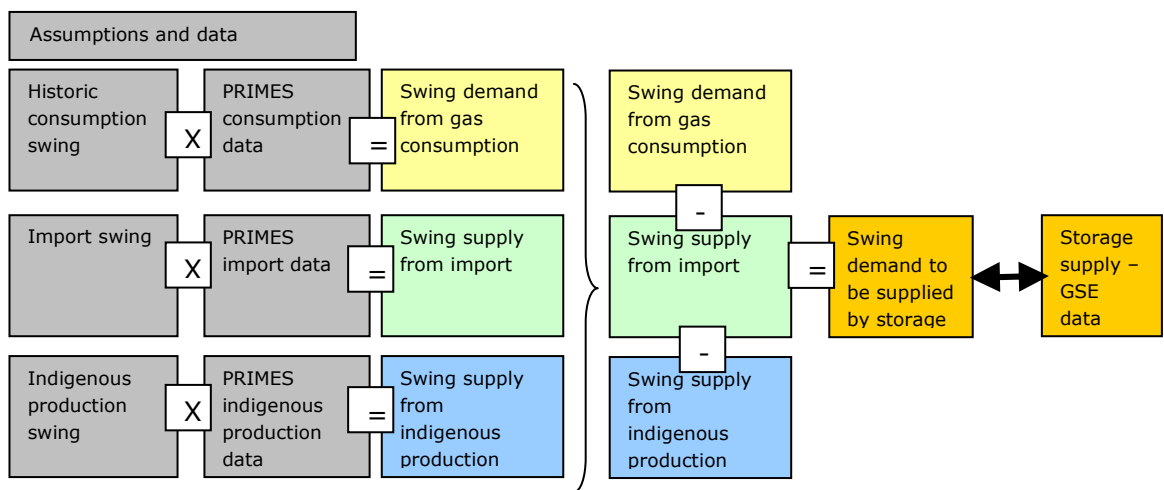 Assumptions and data
Historic
consumption
swing
X
PRIMES
consumption
data
=
Swing demand
from gas
consumption
Swing demand
from gas
consumption
-
Import swing
X
PRIMES
import data
=
Swing supply
from import
Swing supply
from import
=
Swing
demand to
be supplied
by storage
Storage
supply –
GSE
data
-
Indigenous
production
swing
X
PRIMES
indigenous
production
data
=
Swing supply
from
indigenous
production
Swing supply
from
indigenous
production